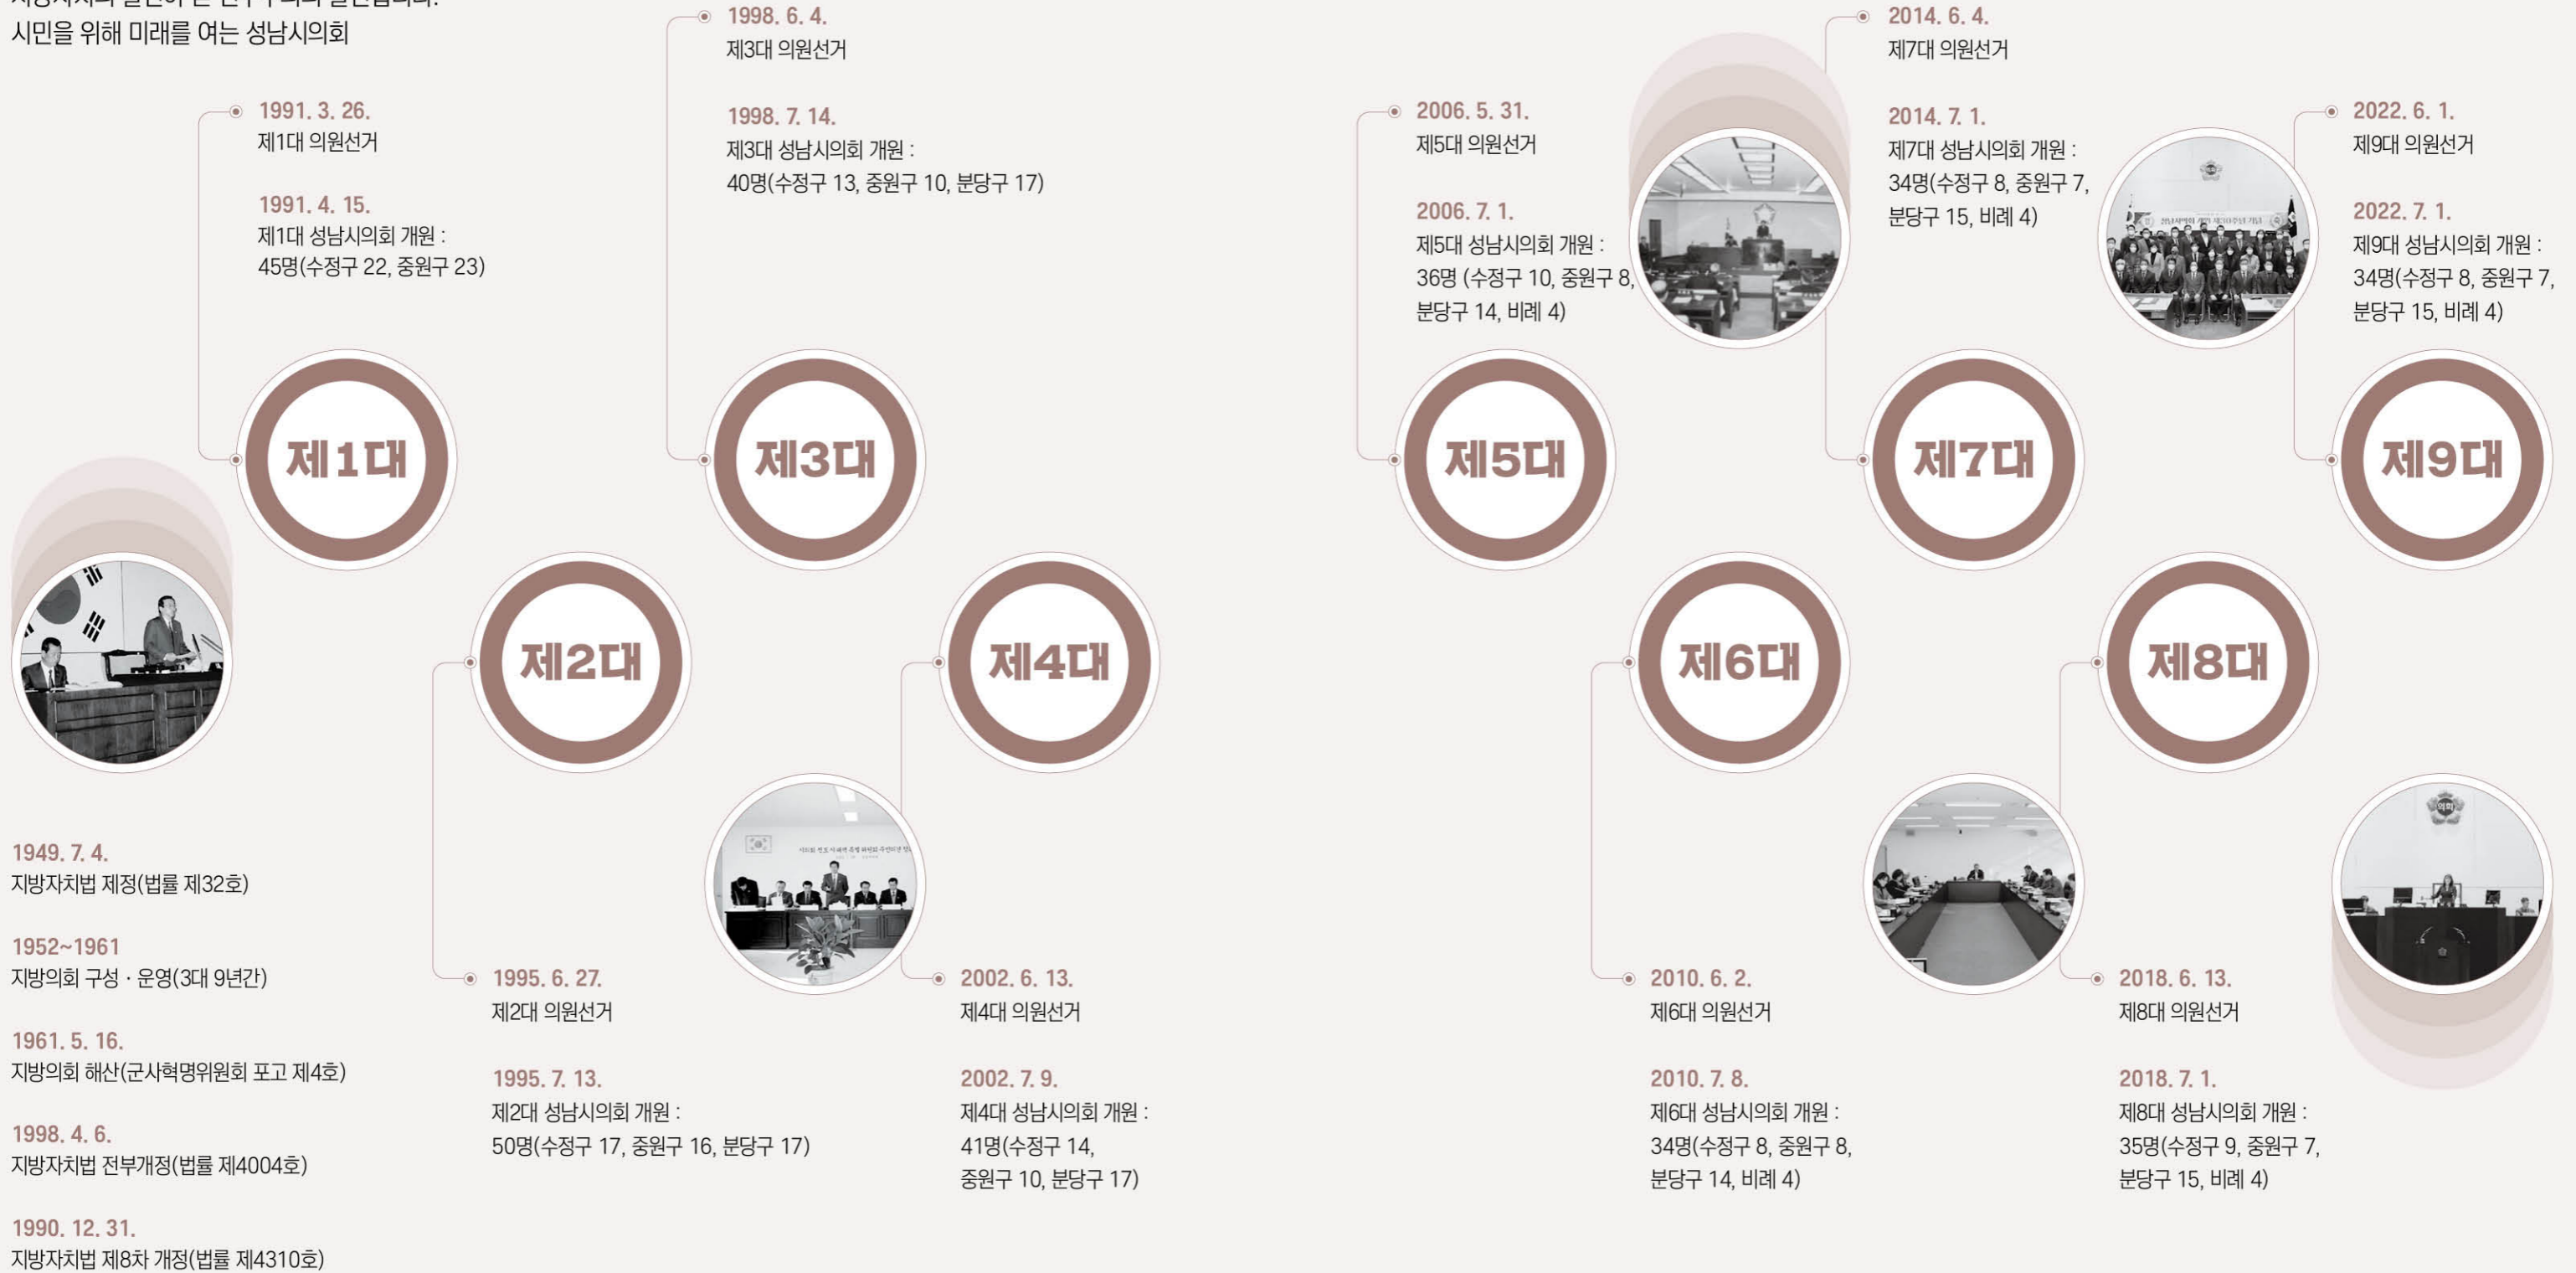 시민을 위해 미래를 여는 성남시의회
1949. 7. 4.
지방자치법 제정(법률 제32호)
1952~1961
지방의회 구성 · 운영(3대 9년간)
1961. 5. 16.
지방의회 해산(군사혁명위원회 포고 제4호)
1998. 4. 6.
지방자치법 전부개정(법률 제4004호)
1990. 12. 31.
지방자치법 제8차 개정(법률 제4310호)
제1대
1991. 3. 26.
제1대 의원선거
1991. 4. 15.
제1대 성남시의회 개원 :
45명(수정구 22, 중원구 23)
제2대
1995. 6. 27.
제2대 의원선거
1995. 7. 13.
제2대 성남시의회 개원 :
50명(수정구 17, 중원구 16, 분당구 17)
제3대
1998. 6. 4.
제3대 의원선거
1998. 7. 14.
제3대 성남시의회 개원 :
40명(수정구 13, 중원구 10, 분당구 17)
제4대
2002. 6. 13.
제4대 의원선거
2002. 7. 9.
제4대 성남시의회 개원 :
41명(수정구 14,
중원구 10, 분당구 17)
제5대
2006. 5. 31.
제5대 의원선거
2006. 7. 1.
제5대 성남시의회 개원 :
36명 (수정구 10, 중원구 8,
분당구 14, 비례 4)
제6대
2010. 6. 2.
제6대 의원선거
2010. 7. 8.
제6대 성남시의회 개원 :
34명(수정구 8, 중원구 8,
분당구 14, 비례 4)
제7대
2014. 6. 4.
제7대 의원선거
2014. 7. 1.
제7대 성남시의회 개원 :
34명(수정구 8, 중원구 7,
분당구 15, 비례 4)
제8대
2018. 6. 13.
제8대 의원선거
2018. 7. 1.
제8대 성남시의회 개원 :
35명(수정구 9, 중원구 7,
분당구 15, 비례 4)
의회
제9대
2022. 6. 1.
제9대 의원선거
2022. 7. 1.
제9대 성남시의회 개원 :
34명(수정구 8, 중원구 7,
분당구 15, 비례 4)
성남시의회 개원 제30주년 기념